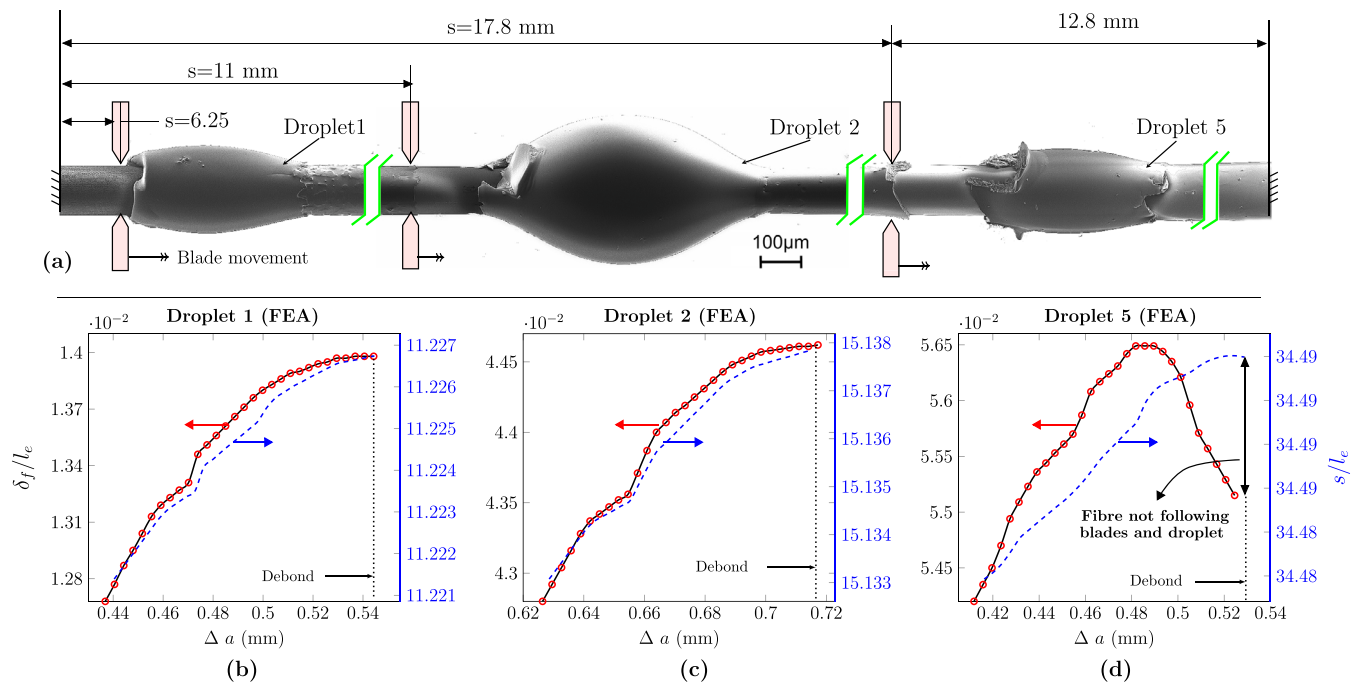 s=17.8 mm
12.8 mm
s=11 mm
s=6.25
Droplet1
Droplet 2
Droplet 5
100µm
(a)
Blade movement
Droplet 1 (FEA)
·10⁻²
1.4
1.37
1.34
1.31
1.28
δf/le
11.227
11.226
11.225
11.224
11.223
11.222
11.221
Debond
0.44 0.46 0.48 0.5 0.52 0.54
Δ a (mm)
(b)
Droplet 2 (FEA)
·10⁻²
4.45
4.4
4.35
4.3
15.138
15.137
15.136
15.135
15.134
15.133
Debond
0.62 0.64 0.66 0.68 0.7 0.72
Δ a (mm)
(c)
Droplet 5 (FEA)
·10⁻²
5.65
5.6
5.55
5.5
5.45
34.49
34.49
34.49
34.49
34.48
34.48
s/le
Fibre not following
blades and droplet
Debond
0.42 0.44 0.46 0.48 0.5 0.52 0.54
Δ a (mm)
(d)